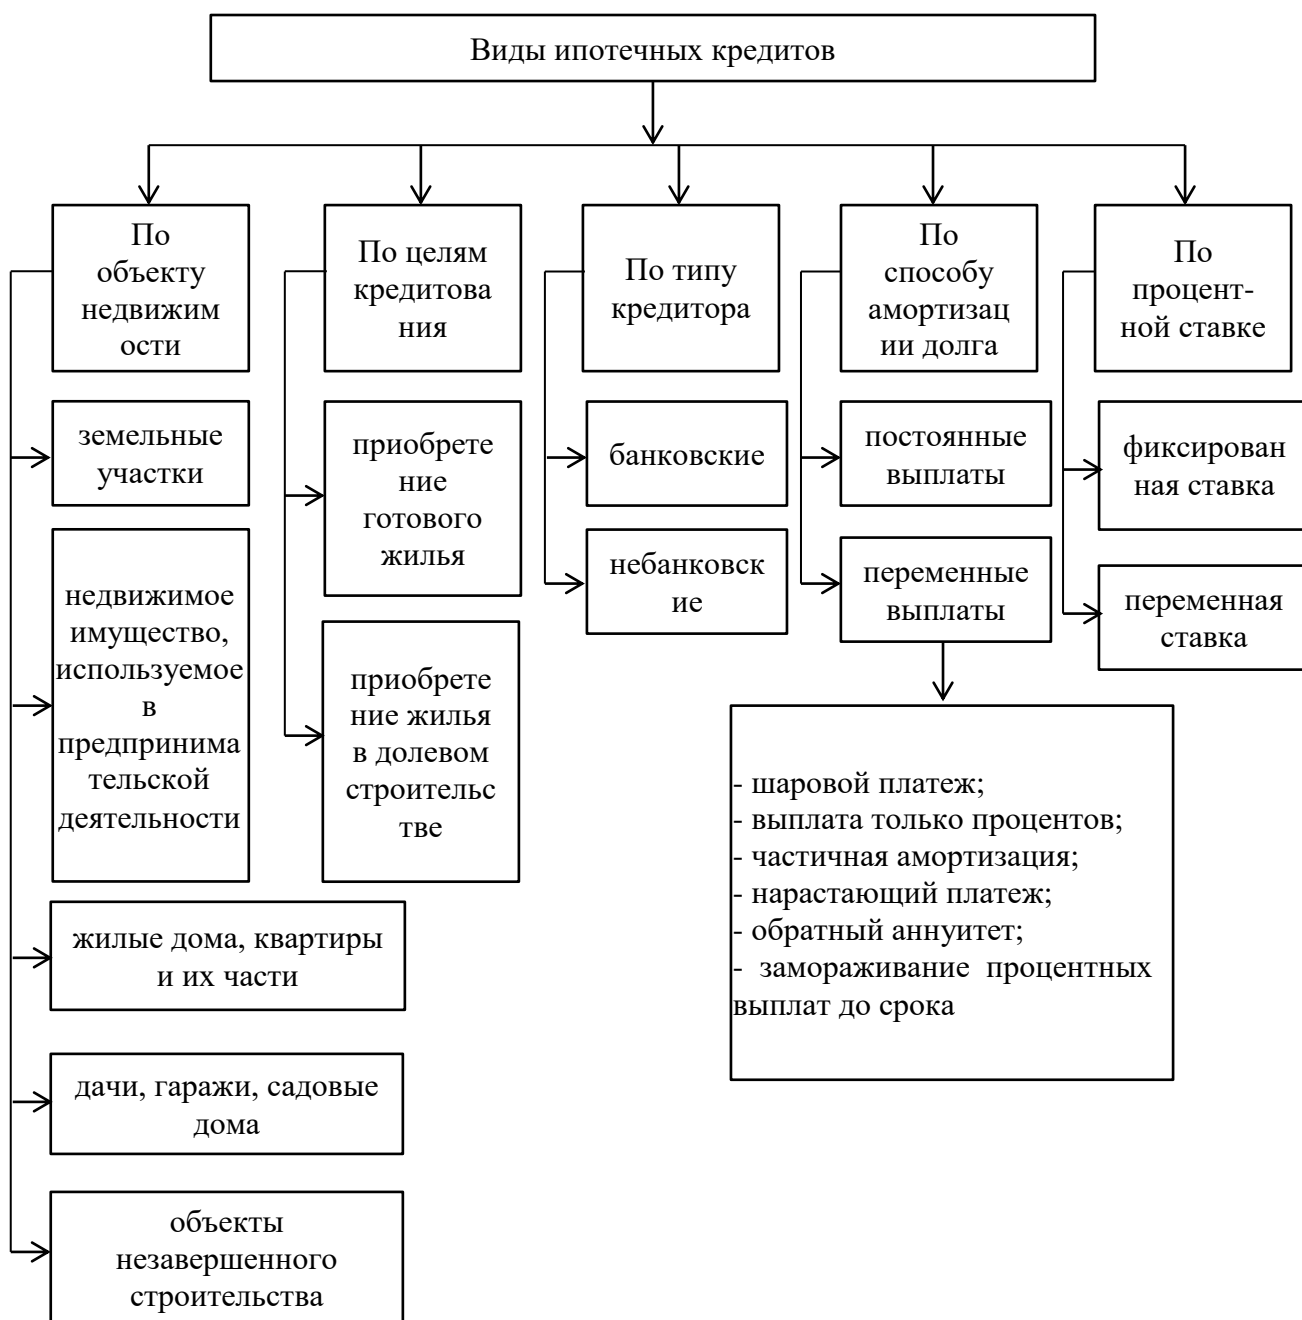 Виды ипотечных кредитов
По
объекту
недвижим
ости
По целям
кредитова
ния
По типу
кредитора
По
способу
амортизац
ии долга
По
процент-
ной ставке
земельные
участки
недвижимое
имущество,
используемое
в
предпринима
тельской
деятельности
жилые дома, квартиры
и их части
дачи, гаражи, садовые
дома
объекты
незавершенного
строительства
приобрете
ние
готового
жилья
приобрете
ние жилья
в долевом
строительс
тве
банковские
небанковск
ие
постоянные
выплаты
переменные
выплаты
- шаровой платеж;
- выплата только процентов;
- частичная амортизация;
- нарастающий платеж;
- обратный аннуитет;
- замораживание процентных
выплат до срока
фиксирован
ная ставка
переменная
ставка